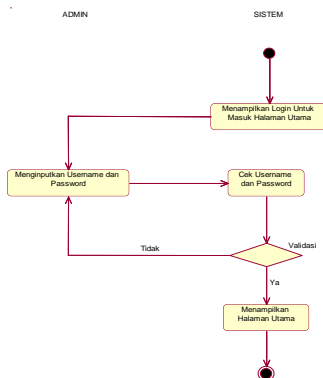 ADMIN
SISTEM
Menampilkan Login Untuk
Masuk Halaman Utama
Menginputkan Username dan
Password
Cek Username
dan Password
Validasi
Tidak
Ya
Menampilkan
Halaman Utama